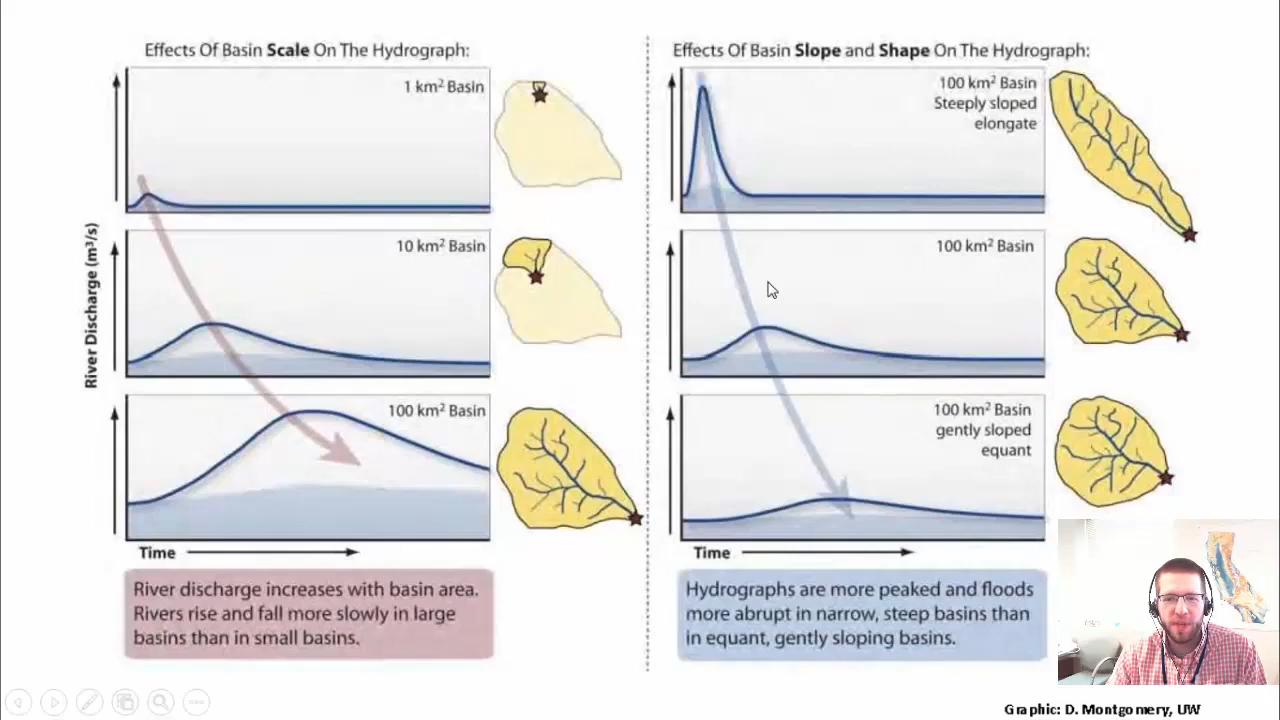 Effects Of Basin Scale On The Hydrograph:
1 km² Basin
10 km² Basin
100 km² Basin
River Discharge (m³/s)
Time
River discharge increases with basin area.
Rivers rise and fall more slowly in large
basins than in small basins.
Effects Of Basin Slope and Shape On The Hydrograph:
100 km² Basin
Steeply sloped
elongate
100 km² Basin
100 km² Basin
gently sloped
equant
Time
Hydrographs are more peaked and floods
more abrupt in narrow, steep basins than
in equant, gently sloping basins.
Graphic: D. Montgomery, UW